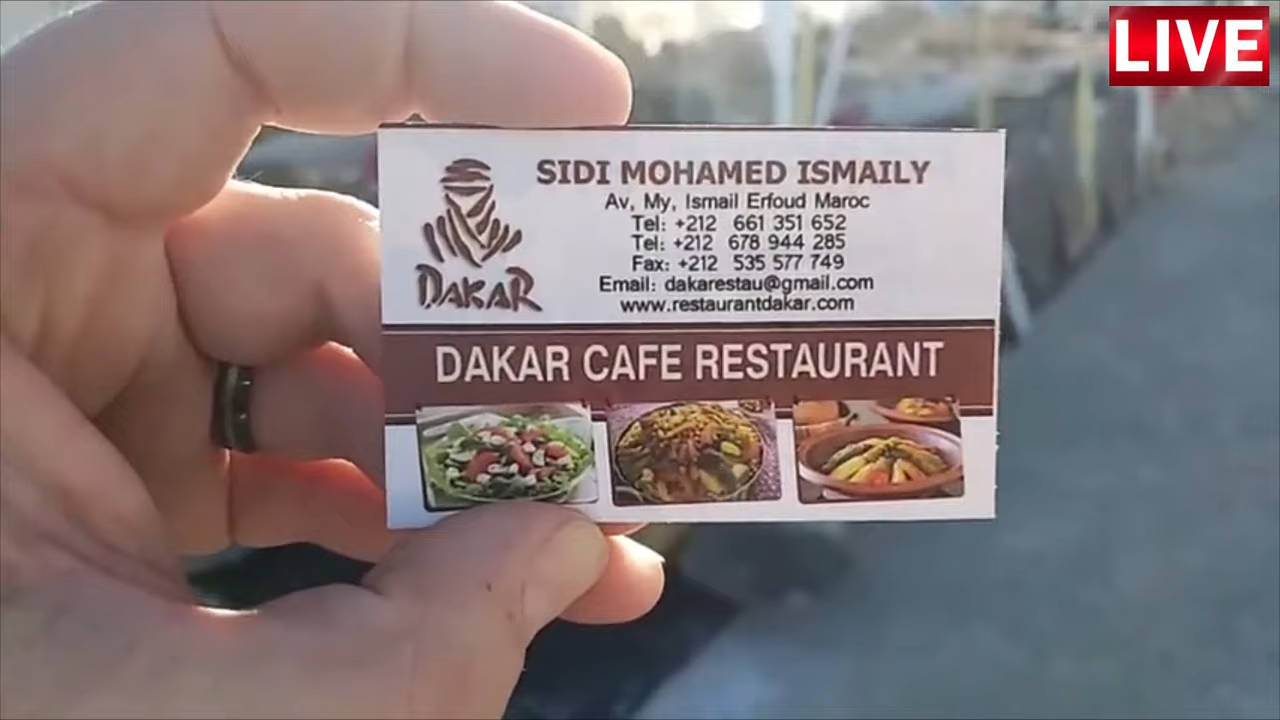 LIVE
SIDI MOHAMED ISMAILY
Av, My, Ismail Erfoud Maroc
Tel: +212 661 351 652
Tel: +212 678 944 285
Fax: +212 535 577 749
Email: dakarestau@gmail.com
www.restaurantdakar.com
DAKAR
DAKAR CAFE RESTAURANT